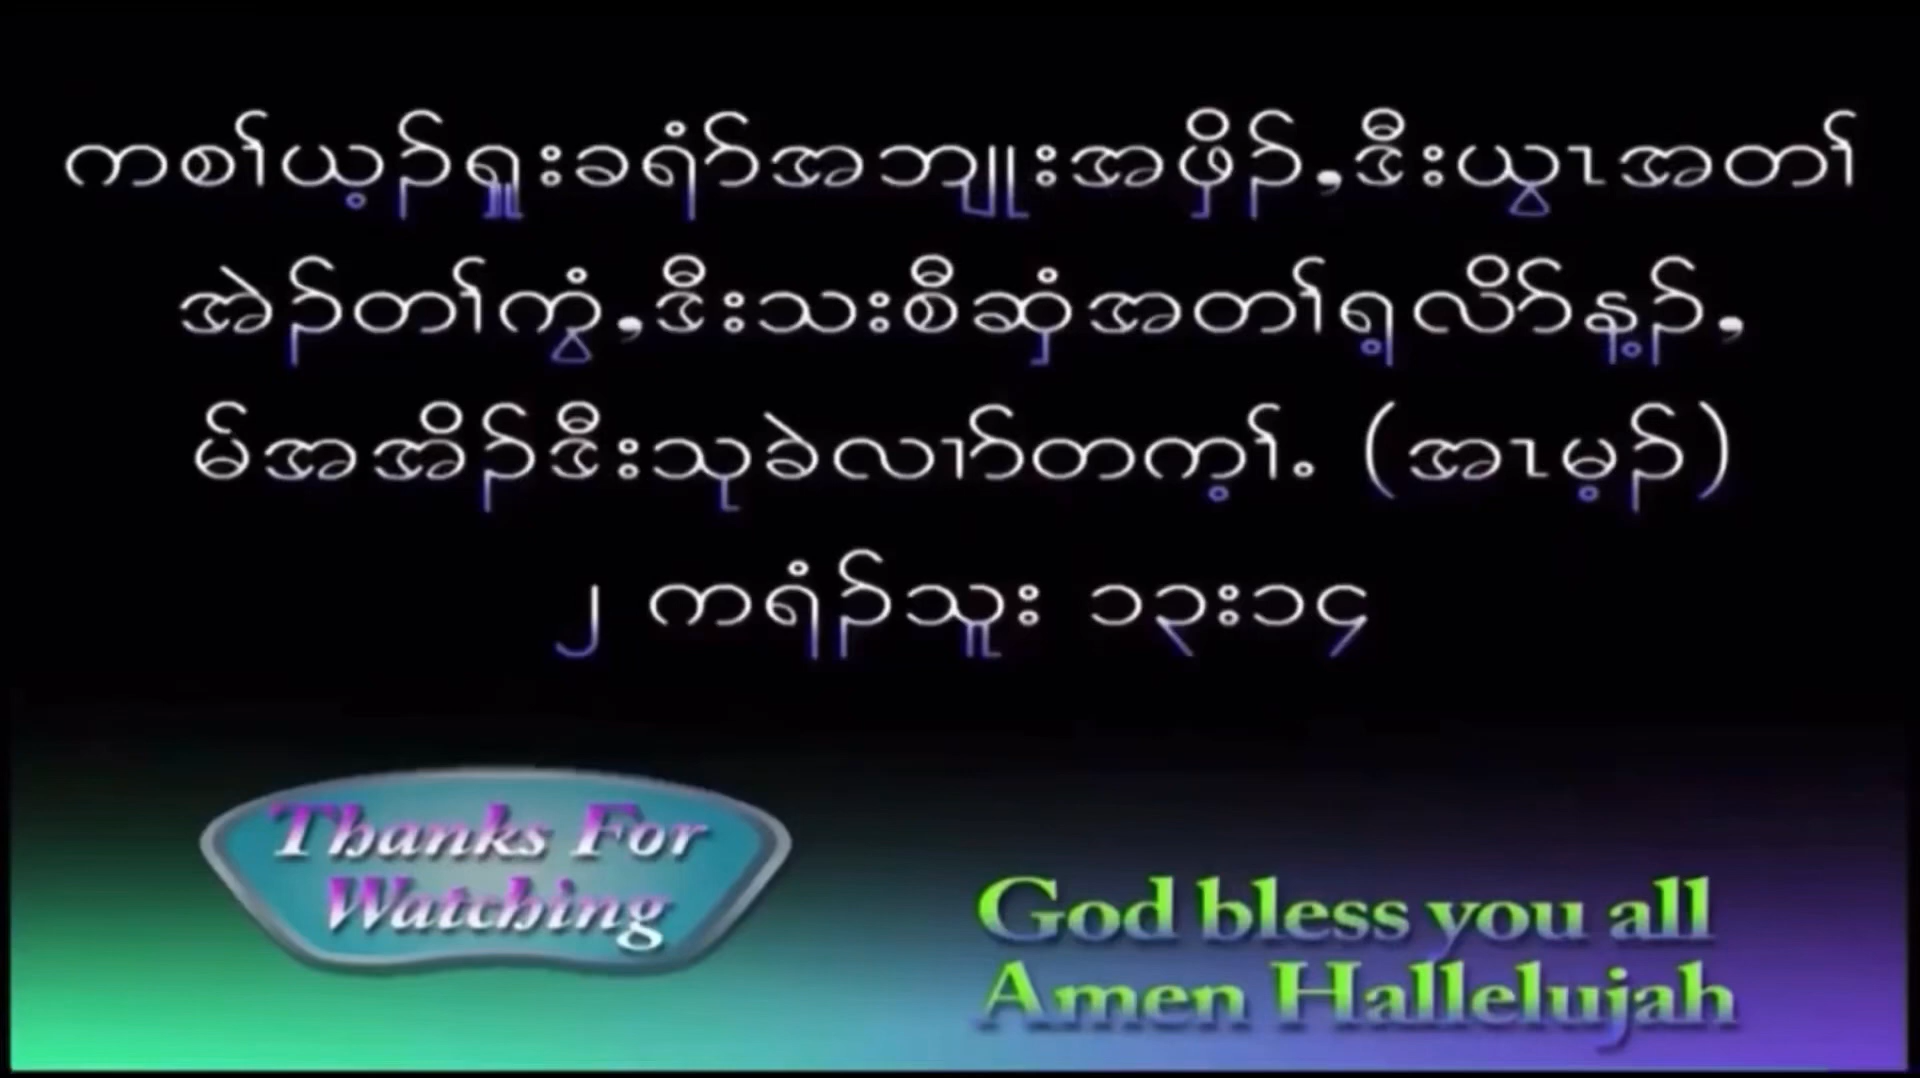 ကစၢ်ယ့ၣ်ရှူးခရံာ်အဘျုးအဖှိၣ်,ဒီးယွၤအတၢ်
အဲၣ်တၢ်ကွံ,ဒီးသးစီဆှံအတၢ်ရ့လိာ်န့ၣ်,
မ်အအိၣ်ဒီးသုခဲလၢာ်တက့ၢ်. (အၤမ့ၣ်)
၂ ကရံၣ်သူး ၁၃း၁၄
Thanks For
Watching
God bless you all
Amen Hallelujah